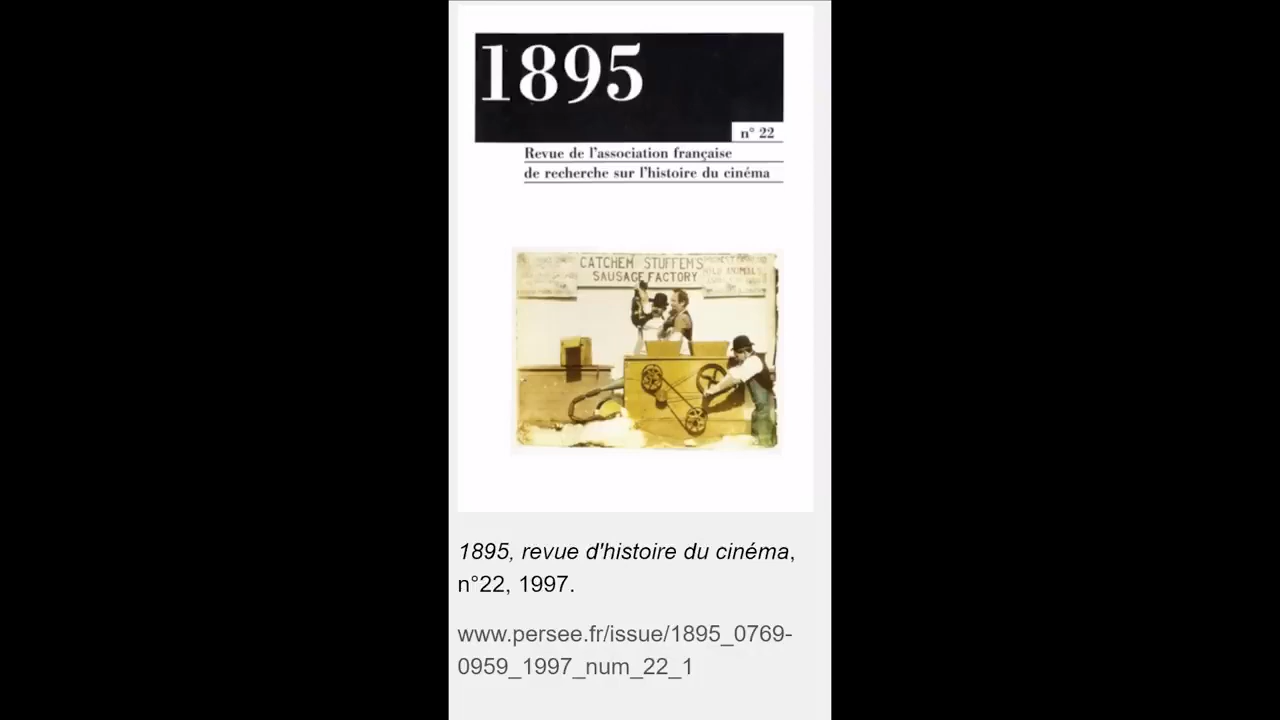 1895
n° 22
Revue de l'association française
de recherche sur l'histoire du cinéma
CATCHEM STUFFEM'S
SAUSAGE FACTORY
1895, revue d'histoire du cinéma,
n°22, 1997.
www.persee.fr/issue/1895_0769-
0959_1997_num_22_1